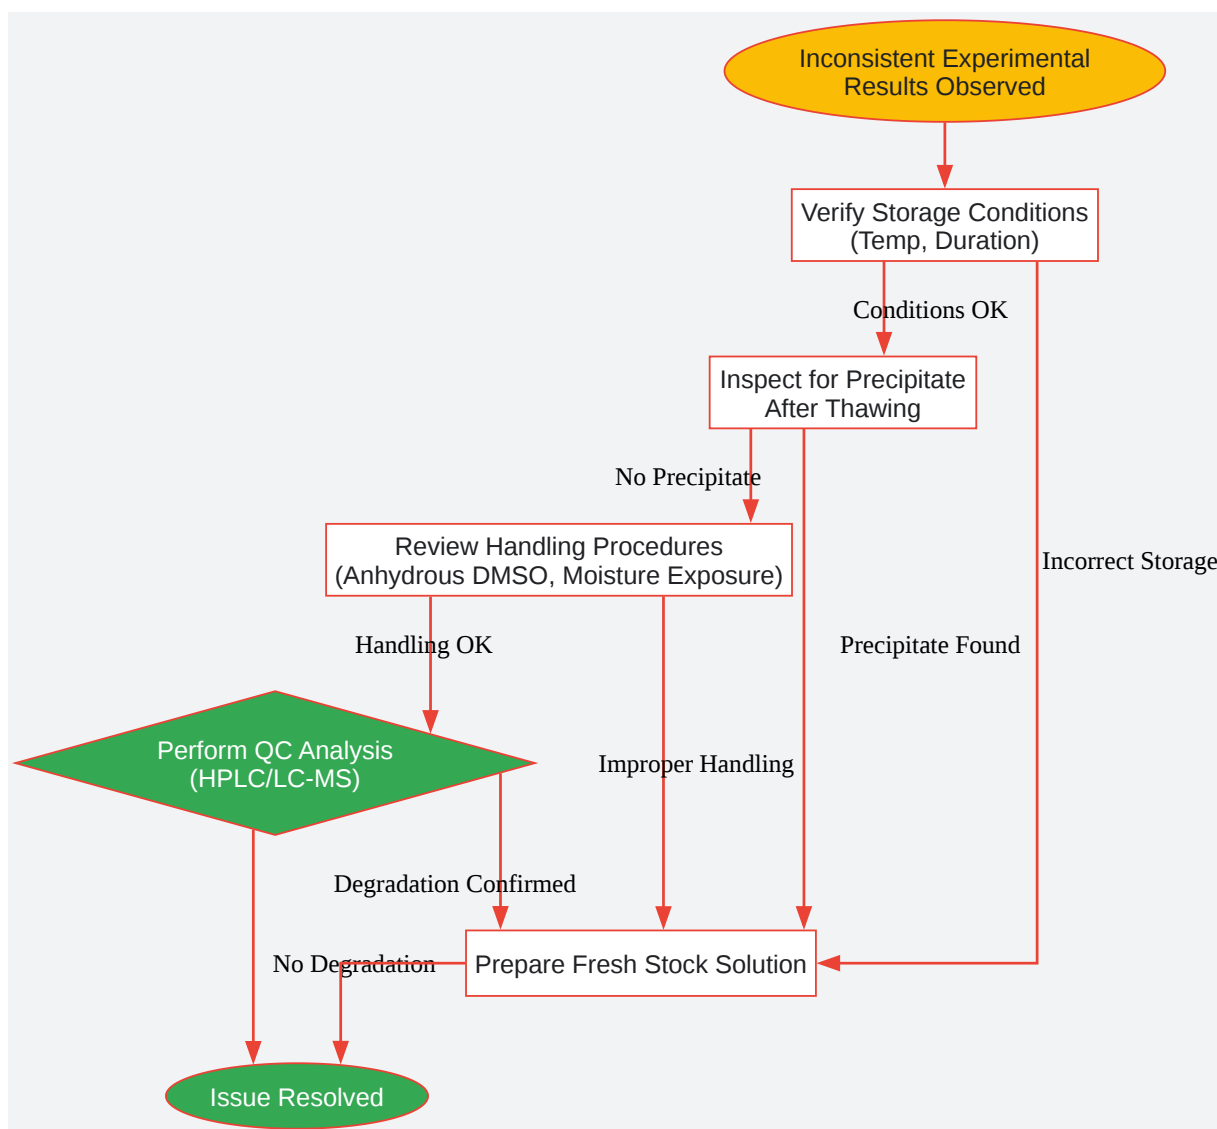 Inconsistent Experimental
Results Observed
Verify Storage Conditions
(Temp, Duration)
Conditions OK
Inspect for Precipitate
After Thawing
No Precipitate
Review Handling Procedures
(Anhydrous DMSO, Moisture Exposure)
Incorrect Storage
Handling OK
Precipitate Found
Perform QC Analysis
(HPLC/LC-MS)
Improper Handling
Degradation Confirmed
No Degradation
Prepare Fresh Stock Solution
Issue Resolved